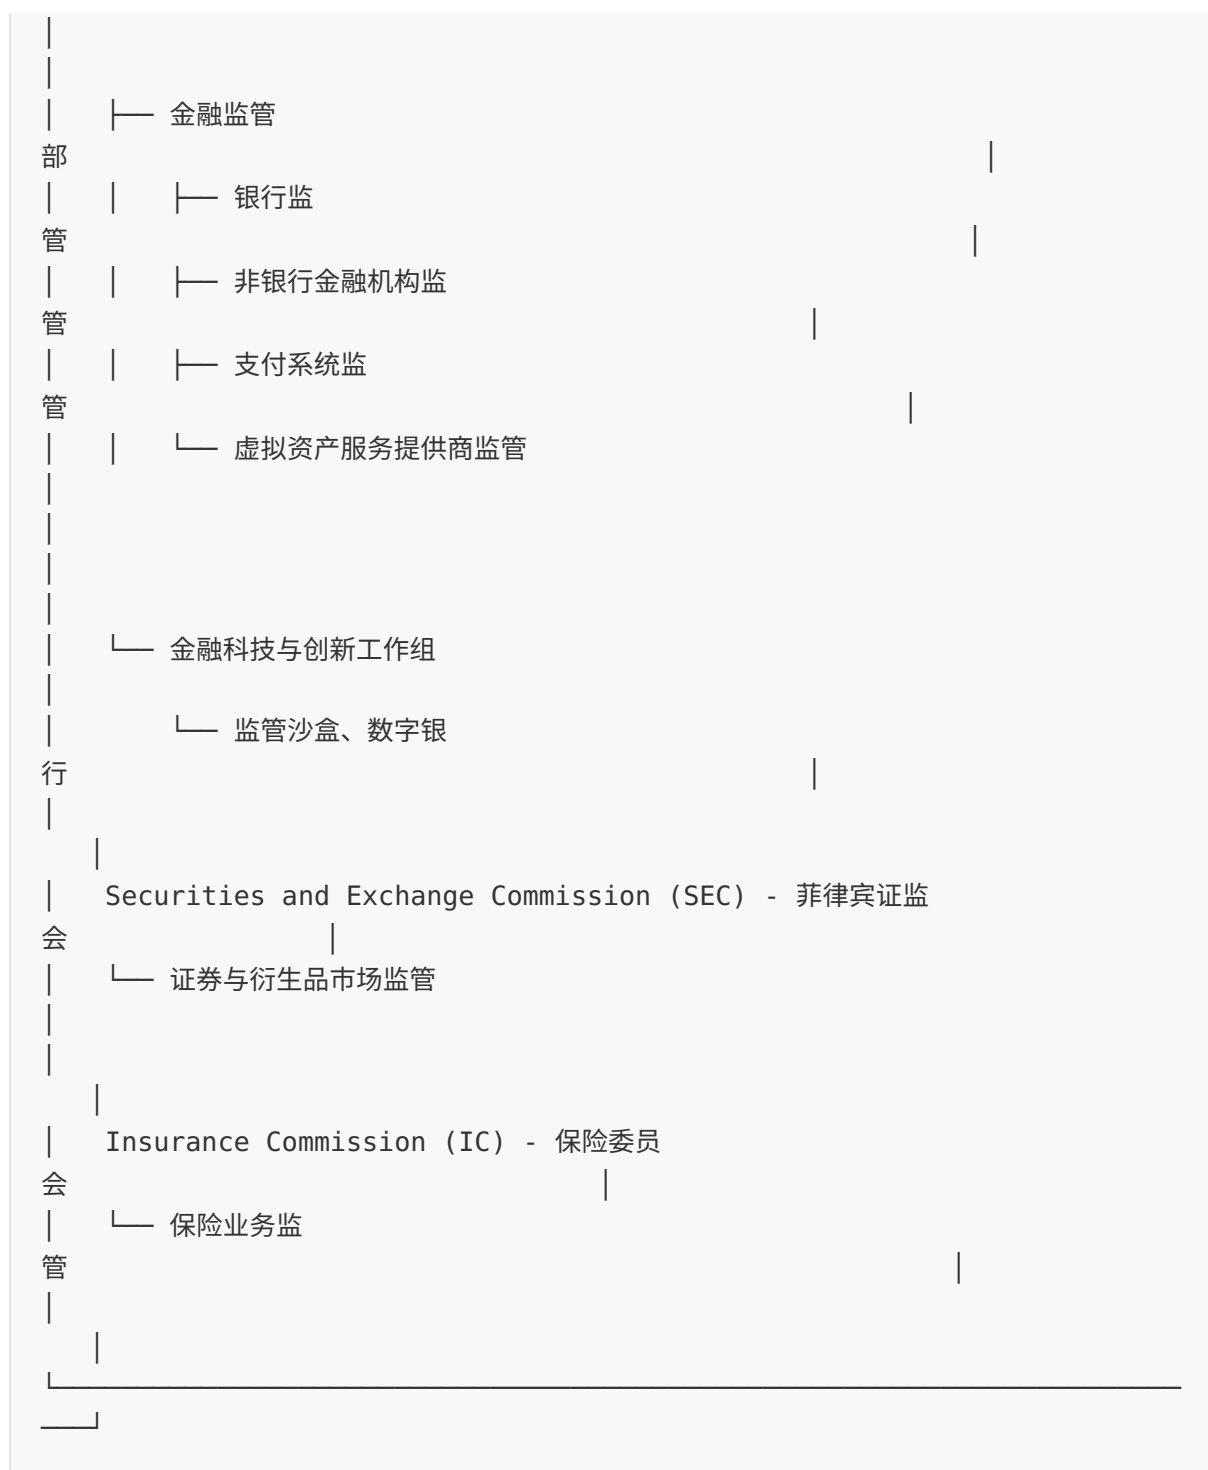 │
│
│   ├── 金融监管
部                                                         │
│   │   ├── 银行监
管                                                        │
│   │   ├── 非银行金融机构监
管                                              │
│   │   ├── 支付系统监
管                                                    │
│   │   └── 虚拟资产服务提供商监管
│
│
│
│
│   └── 金融科技与创新工作组
│
│       └── 监管沙盒、数字银
行                                              │
│
   │
│   Securities and Exchange Commission (SEC) - 菲律宾证监
会                │
│   └── 证券与衍生品市场监管
│
│
   │
│   Insurance Commission (IC) - 保险委员
会                                 │
│   └── 保险业务监
管                                                       │
│
   │
└──────────────────────────────────────────────────────────────────────
───┘